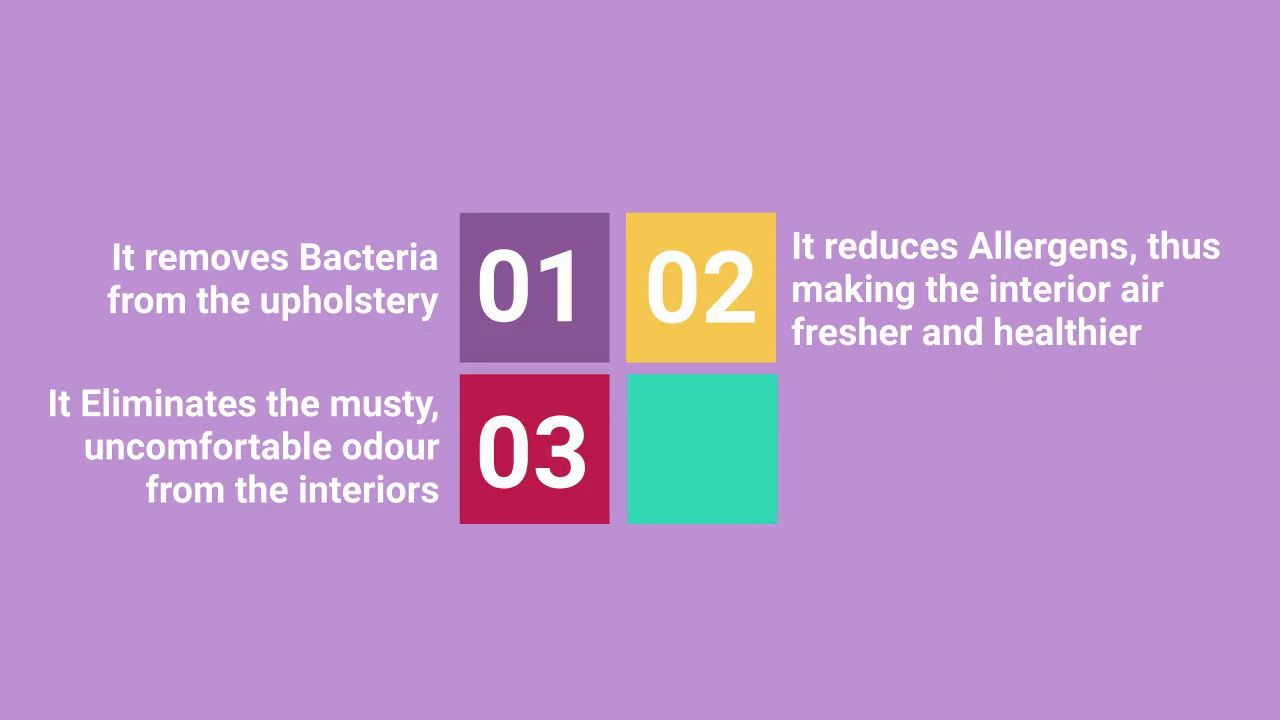 It removes Bacteria
from the upholstery
01
02
It reduces Allergens, thus
making the interior air
fresher and healthier
It Eliminates the musty,
uncomfortable odour
from the interiors
03